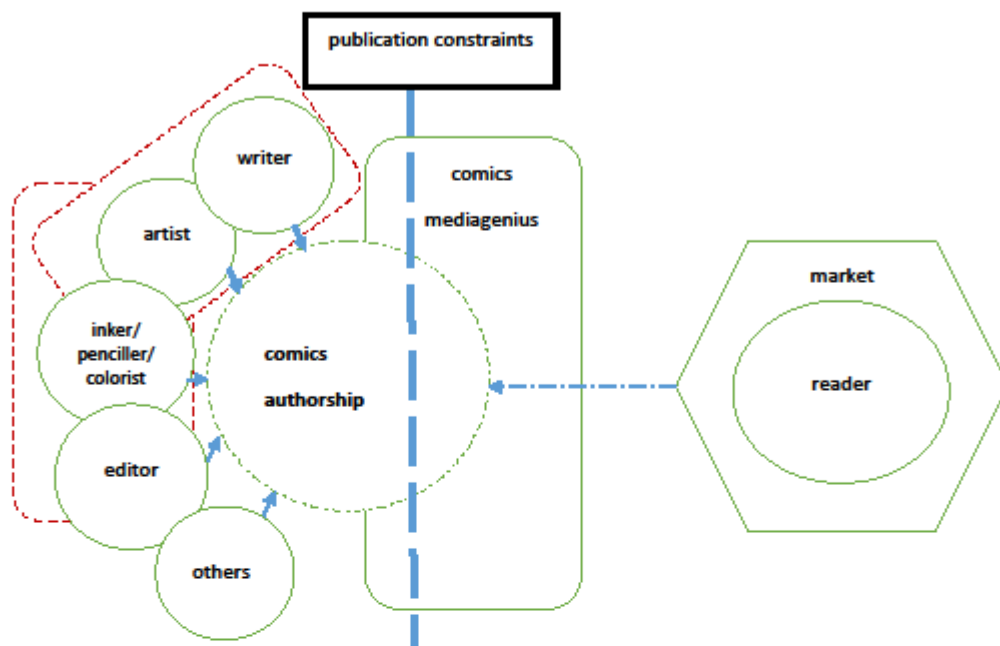 publication constraints
writer
comics
mediagenius
artist
market
inker/
penciller/
colorist
comics
authorship
reader
editor
others